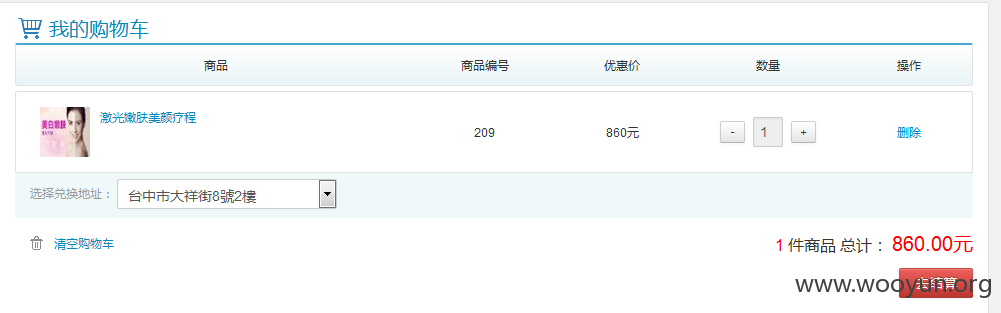 我的购物车
商品 商品编号 优惠价 数量 操作
美白嫩肤
激光嫩肤美颜疗程 209 860元 - 1 + 删除
选择兑换地址： 台中市大祥街8號2樓
清空购物车 1 件商品 总计： 860.00元
去结算
www.wooyun.org